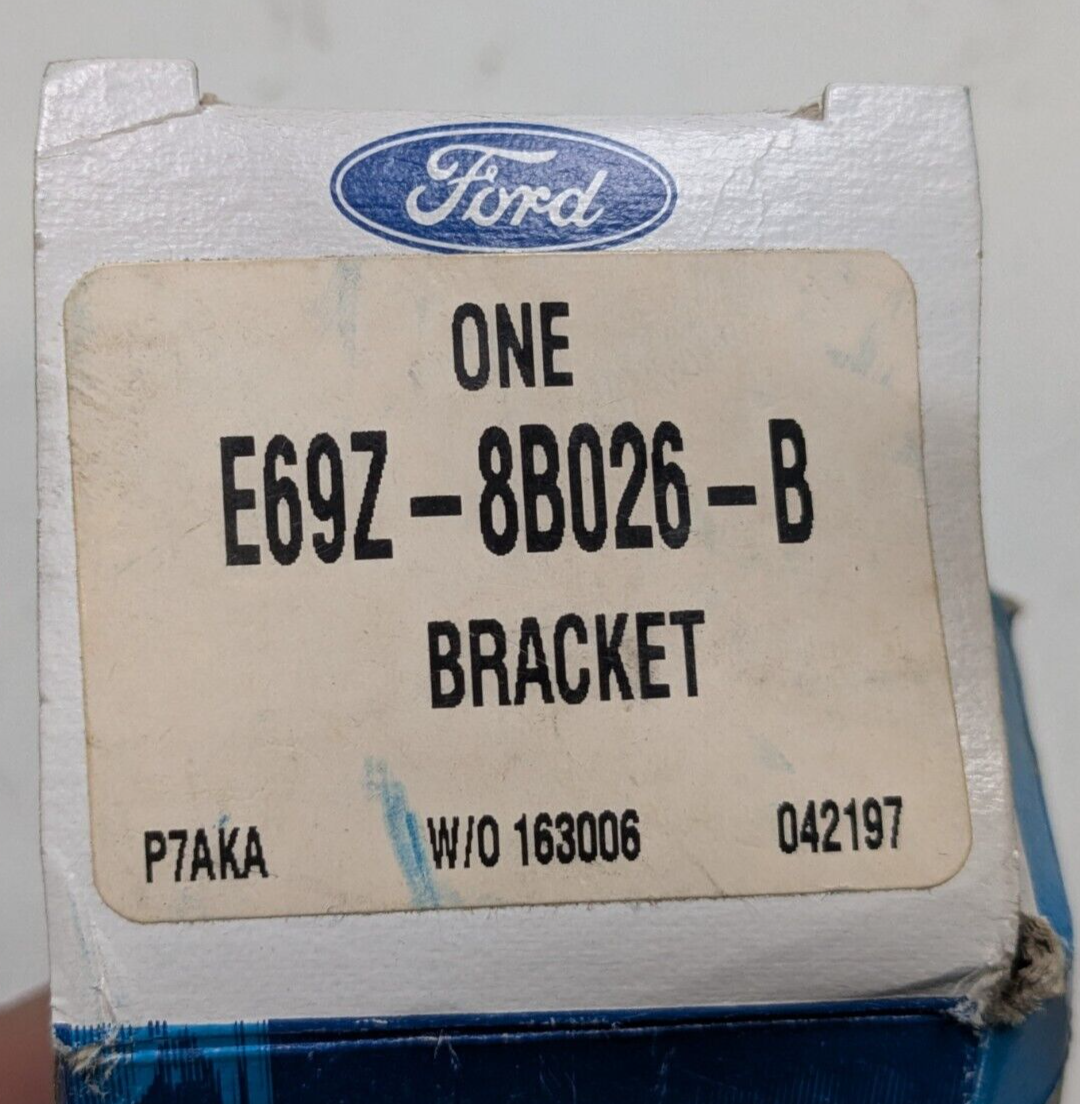 Ford
ONE
E69Z-8B026-B
BRACKET
P7AKA W/O 163006 042197